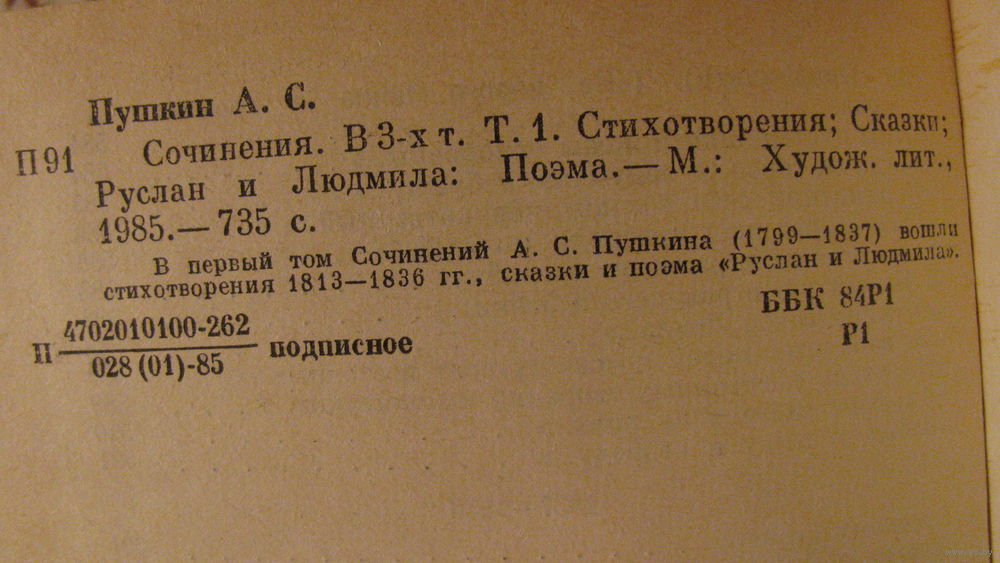 Пушкин А. С.
П 91 Сочинения. В 3-х т. Т. 1. Стихотворения; Сказки;
Руслан и Людмила: Поэма.— М.: Худож. лит.,
1985.— 735 с.
В первый том Сочинений А. С. Пушкина (1799—1837) вошли
стихотворения 1813—1836 гг., сказки и поэма «Руслан и Людмила».
П 4702010100-262
028 (01)-85 подписное
ББК 84Р1
Р1